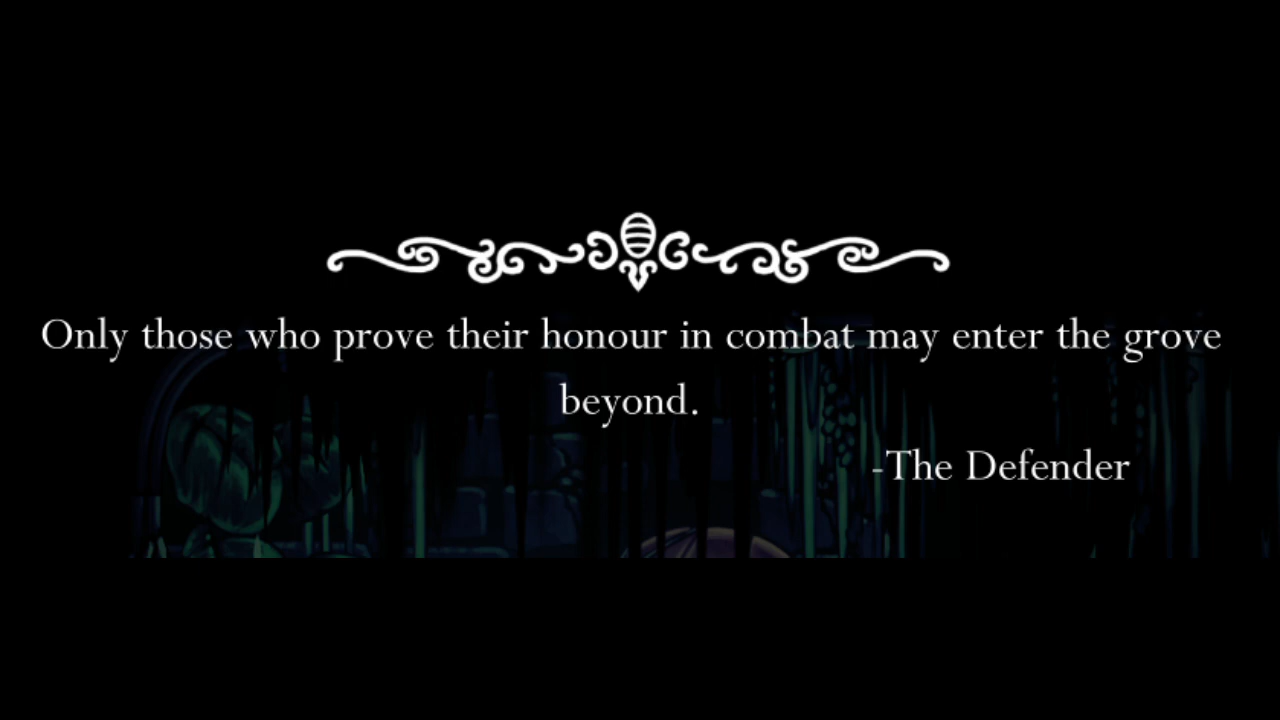 Only those who prove their honour in combat may enter the grove
beyond.
-The Defender